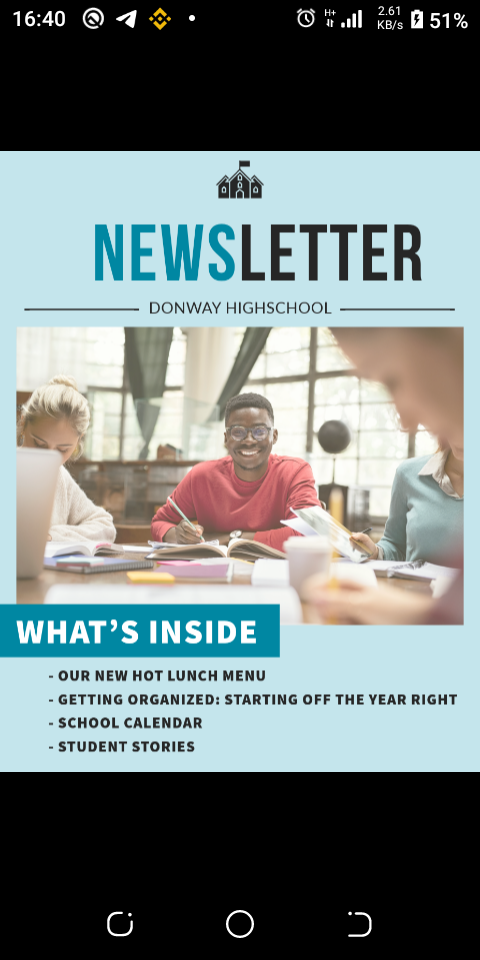 16:40
H+
2.61
KB/s
51%
NEWSLETTER
DONWAY HIGHSCHOOL
WHAT'S INSIDE
- OUR NEW HOT LUNCH MENU
- GETTING ORGANIZED: STARTING OFF THE YEAR RIGHT
- SCHOOL CALENDAR
- STUDENT STORIES